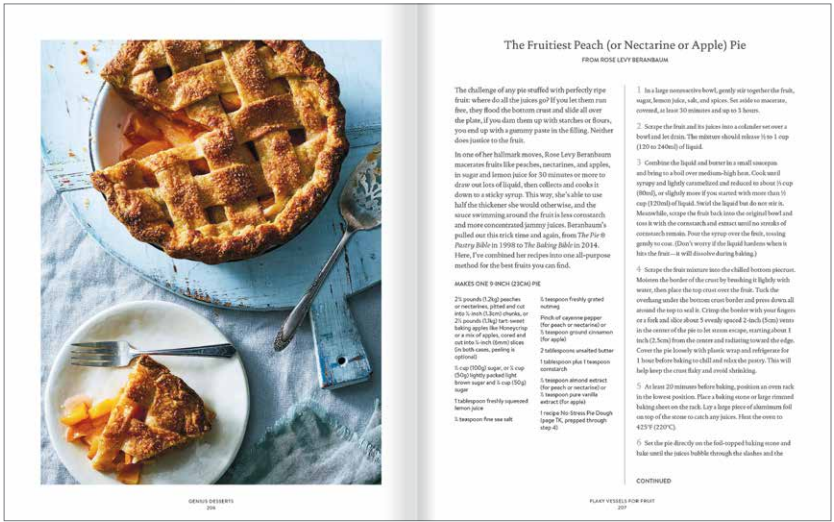 GENIUS DESSERTS
206
The Fruitiest Peach (or Nectarine or Apple) Pie
FROM ROSE LEVY BERANBAUM
The challenge of any pie stuffed with perfectly ripe
fruit: where do all the juices go? If you let them run
free, they flood the bottom crust and slide all over
the plate, if you dam them up with starches or flours,
you end up with a gummy paste in the filling. Neither
does justice to the fruit.
In one of her hallmark moves, Rose Levy Beranbaum
macerates fruits like peaches, nectarines, and apples,
in sugar and lemon juice for 30 minutes or more to
draw out lots of liquid, then collects and cooks it
down to a sticky syrup. This way, she's able to use
half the thickener she would otherwise, and the
sauce swimming around the fruit is less cornstarch
and more concentrated jammy juices. Beranbaum's
pulled out this trick time and again, from The Pie &
Pastry Bible in 1998 to The Baking Bible in 2014.
Here, I've combined her recipes into one all-purpose
method for the best fruits you can find.
MAKES ONE 9-INCH (23CM) PIE
pounds (1.2kg) peaches
or nectarines, pitted and cut
into ½-inch (1.3cm) chunks, or
pounds (1.1kg) tart-sweet
baking apples like Honeycrisp
or a mix of apples, cored and
cut into ¼-inch (6mm) slices
(in both cases, peeling is
optional)
½ cup (100g) sugar, or ¼ cup
(50g) lightly packed light
brown sugar and ¼ cup (50g)
sugar
1 tablespoon freshly squeezed
lemon juice
teaspoon fine sea salt
teaspoon freshly grated
nutmeg
Pinch of cayenne pepper
(for peach or nectarine) or
teaspoon ground cinnamon
(for apple)
2 tablespoons unsalted butter
1 tablespoon plus 1 teaspoon
cornstarch
teaspoon almond extract
(for peach or nectarine) or
teaspoon pure vanilla
extract (for apple)
1 recipe No-Stress Pie Dough
(page TK, prepped through
step 4)
1 In a large nonreactive bowl, gently stir together the fruit,
sugar, lemon juice, salt, and spices. Set aside to macerate,
covered, at least 30 minutes and up to 3 hours.
2 Scrape the fruit and its juices into a colander set over a
bowl and let drain. The mixture should release ½ to 1 cup
(120 to 240ml) of liquid.
3 Combine the liquid and butter in a small saucepan
and bring to a boil over medium-high heat. Cook until
syrupy and lightly caramelized and reduced to about ⅓ cup
(80ml), or slightly more if you started with more than ½
cup (120ml) of liquid. Swirl the liquid but do not stir it.
Meanwhile, scrape the fruit back into the original bowl and
toss it with the cornstarch and extract until no streaks of
cornstarch remain. Pour the syrup over the fruit, tossing
gently to coat. (Don't worry if the liquid hardens when it
hits the fruit—it will dissolve during baking.)
4 Scrape the fruit mixture into the chilled bottom piecrust.
Moisten the border of the crust by brushing it lightly with
water, then place the top crust over the fruit. Tuck the
overhang under the bottom crust border and press down all
around the top to seal it. Crimp the border with your fingers
or a fork and slice about 5 evenly spaced 2-inch (5cm) vents
in the center of the pie to let steam escape, starting about 1
inch (2.5cm) from the center and radiating toward the edge.
Cover the pie loosely with plastic wrap and refrigerate for
1 hour before baking to chill and relax the pastry. This will
help keep the crust flaky and avoid shrinking.
5 At least 20 minutes before baking, position an oven rack
in the lowest position. Place a baking stone or large rimmed
baking sheet on the rack. Lay a large piece of aluminum foil
on top of the stone to catch any juices. Heat the oven to
425°F (220°C).
6 Set the pie directly on the foil-topped baking stone and
bake until the juices bubble through the slashes and the
CONTINUED
FLAKY VESSELS FOR FRUIT
207